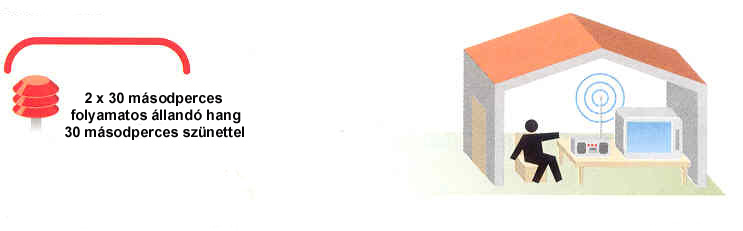 2 x 30 másodperces
folyamatos állandó hang
30 másodperces szünettel